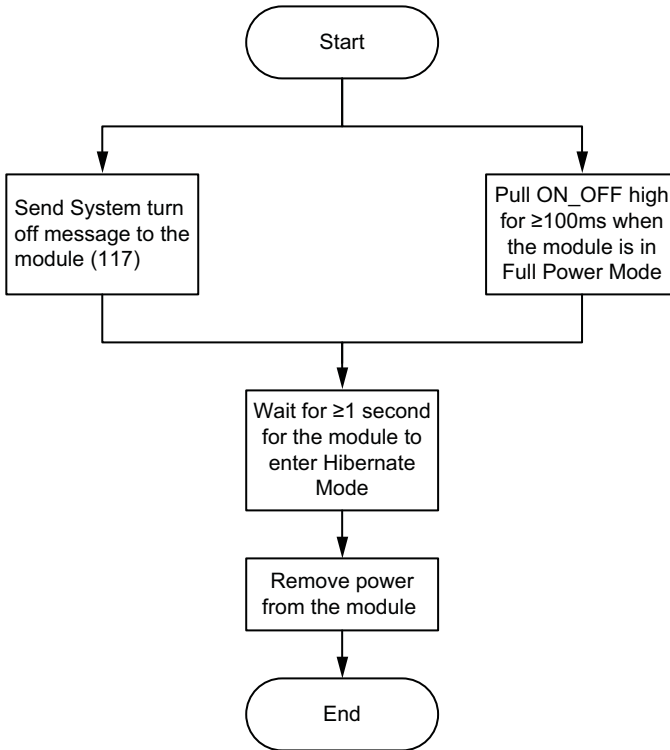 Start
Send System turn
off message to the
module (117)
Pull ON_OFF high
for ≥100ms when
the module is in
Full Power Mode
Wait for ≥1 second
for the module to
enter Hibernate
Mode
Remove power
from the module
End